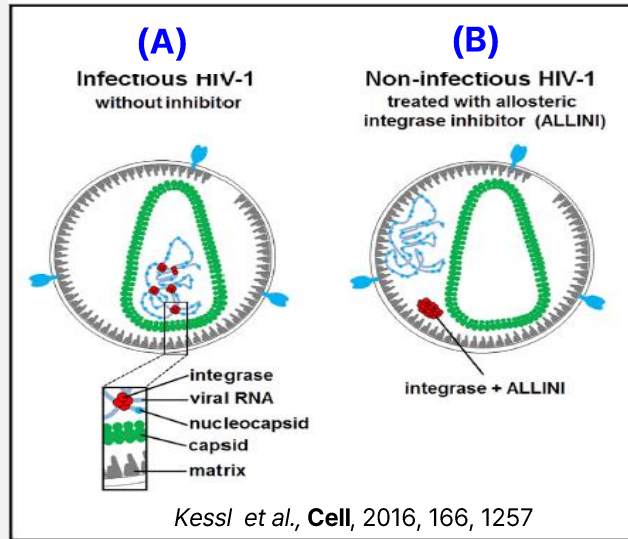 (A)
(B)
Infectious HIV-1
without inhibitor
Non-infectious HIV-1
treated with allosteric
integrase inhibitor (ALLINI)
integrase
viral RNA
nucleocapsid
capsid
matrix
integrase + ALLINI
Kessl et al., Cell, 2016, 166, 1257